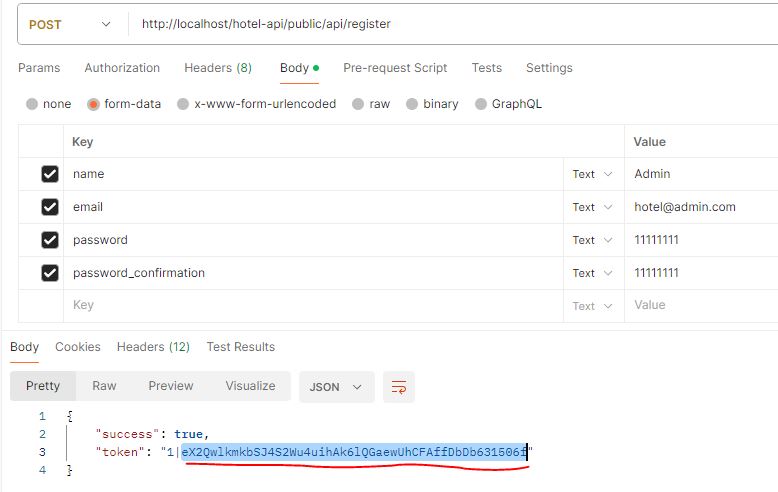 POST http://localhost/hotel-api/public/api/register
Params Authorization Headers (8) Body Pre-request Script Tests Settings
none form-data x-www-form-urlencoded raw binary GraphQL
Key Value
name Text Admin
email Text hotel@admin.com
password Text 11111111
password_confirmation Text 11111111
Key Text Value
Body Cookies Headers (12) Test Results
Pretty Raw Preview Visualize JSON
1 {
2 "success": true,
3 "token": "1|eX2QwlkmkbSJ4S2Wu4uihAk6lQGaewUhCFAffDbDb631506f"
4 }